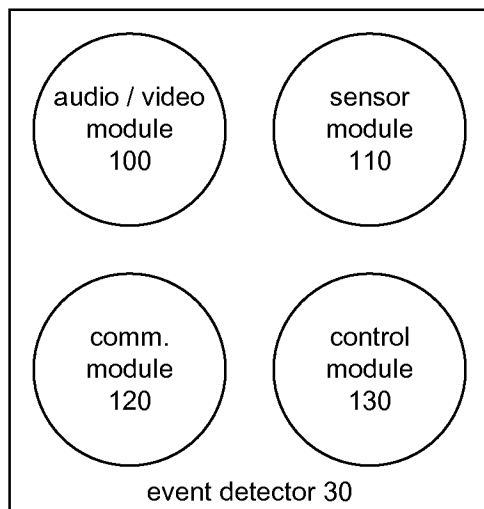 audio / video
module
100
sensor
module
110
comm.
module
120
control
module
130
event detector 30